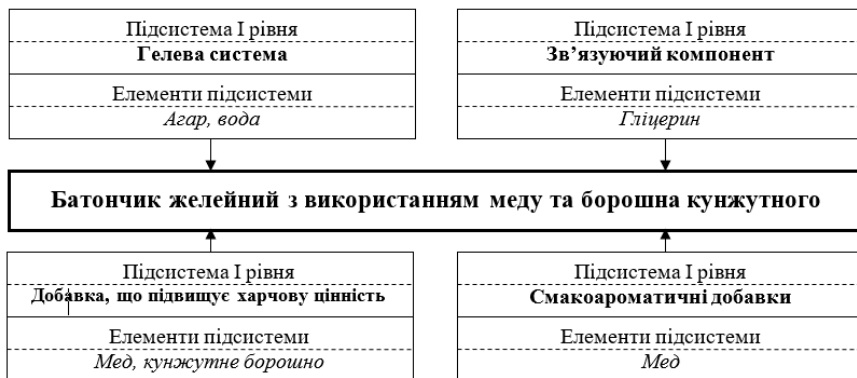 Підсистема І рівня
Гелева система
Елементи підсистеми
Агар, вода
Підсистема І рівня
Зв’язуючий компонент
Елементи підсистеми
Гліцерин
Батончик желейний з використанням меду та борошна кунжутного
Підсистема І рівня
Добавка, що підвищує харчову цінність
Елементи підсистеми
Мед, кунжутне борошно
Підсистема І рівня
Смакоароматичні добавки
Елементи підсистеми
Мед